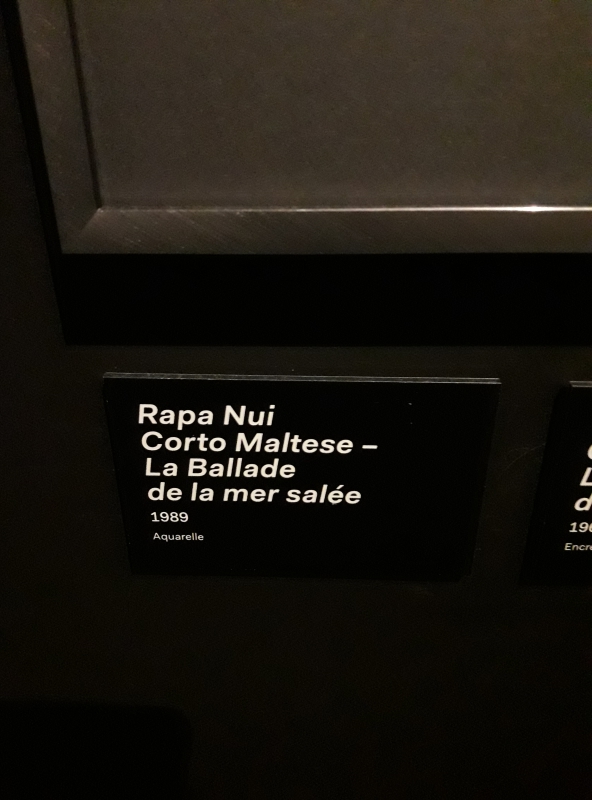 Rapa Nui
Corto Maltese –
La Ballade
de la mer salée
1989
Aquarelle